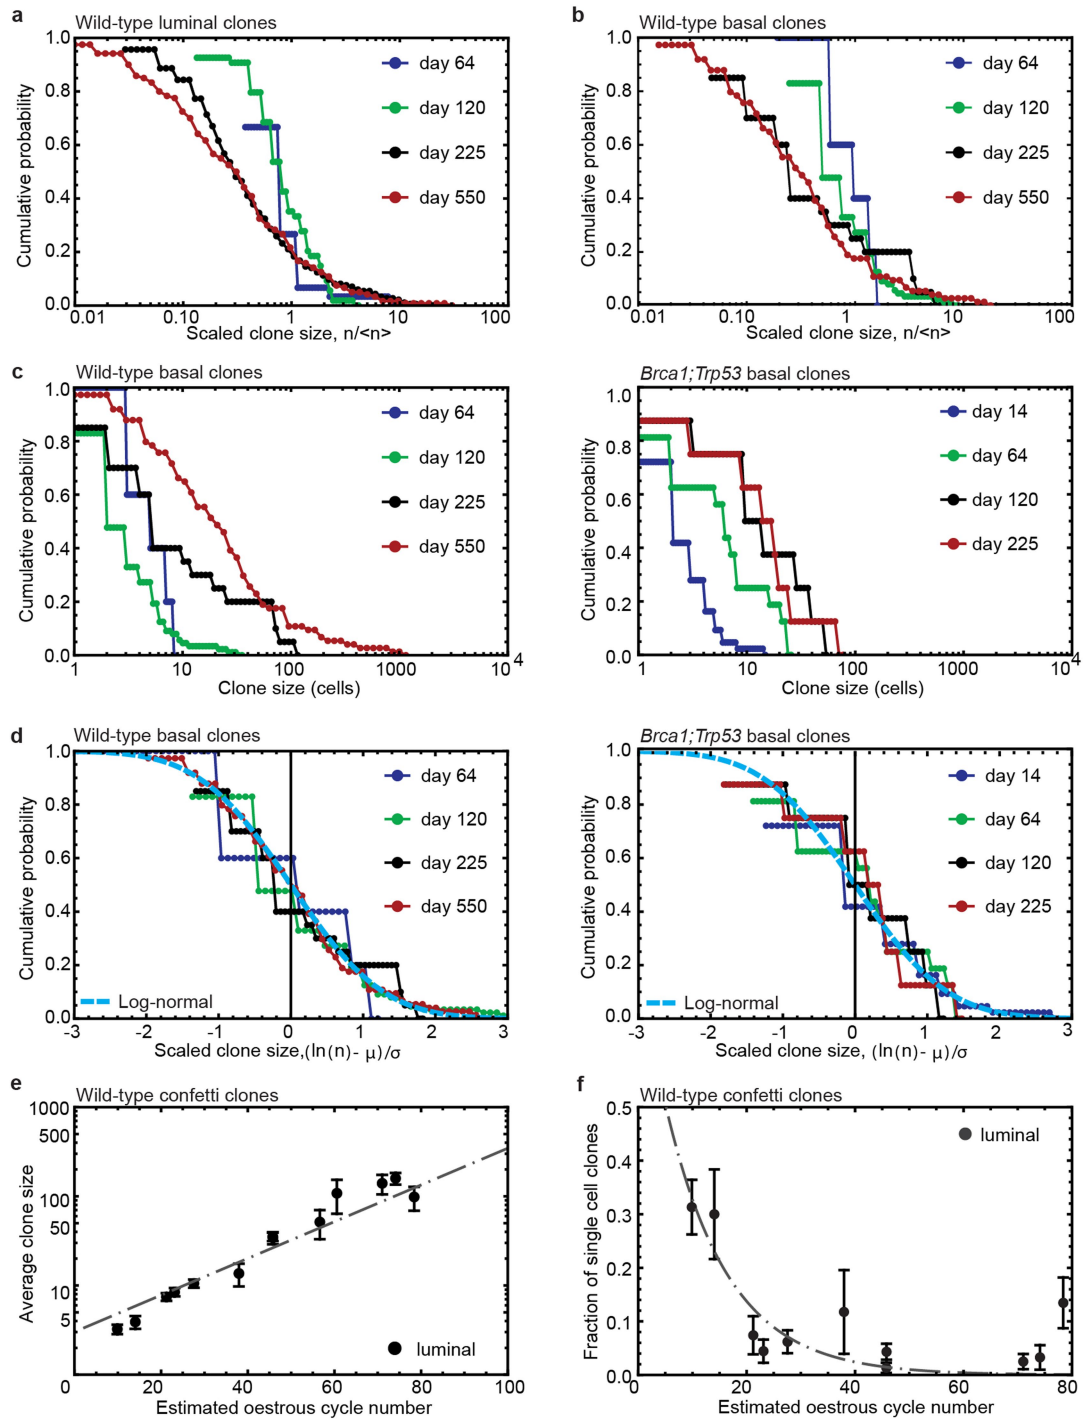 a
Wild-type luminal clones
Cumulative probability
1.0
0.8
0.6
0.4
0.2
0.0
0.01
0.10
1
10
100
Scaled clone size, n/<n>
day 64
day 120
day 225
day 550
b
Wild-type basal clones
Cumulative probability
1.0
0.8
0.6
0.4
0.2
0.0
0.01
0.10
1
10
100
Scaled clone size, n/<n>
day 64
day 120
day 225
day 550
c
Wild-type basal clones
Cumulative probability
1.0
0.8
0.6
0.4
0.2
0.0
1
10
100
1000
10
4
Clone size (cells)
day 64
day 120
day 225
day 550
Brca1;Trp53 basal clones
Cumulative probability
1.0
0.8
0.6
0.4
0.2
0.0
1
10
100
1000
10
4
Clone size (cells)
day 14
day 64
day 120
day 225
d
Wild-type basal clones
Cumulative probability
1.0
0.8
0.6
0.4
0.2
0.0
-3
-2
-1
0
1
2
3
Scaled clone size,(ln(n)- μ)/σ
day 64
day 120
day 225
day 550
Log-normal
Brca1;Trp53 basal clones
Cumulative probability
1.0
0.8
0.6
0.4
0.2
0.0
-3
-2
-1
0
1
2
3
Scaled clone size, (ln(n)- μ)/σ
day 14
day 64
day 120
day 225
Log-normal
e
Wild-type confetti clones
Average clone size
1000
500
100
50
10
5
0
20
40
60
80
100
Estimated oestrous cycle number
luminal
f
Wild-type confetti clones
Fraction of single cell clones
0.5
0.4
0.3
0.2
0.1
0.0
0
20
40
60
80
Estimated oestrous cycle number
luminal